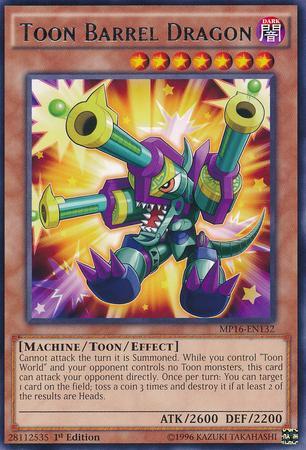 TOON BARREL DRAGON
DARK
闇
MP16-EN132
[MACHINE/TOON/EFFECT]
Cannot attack the turn it is Summoned. While you control "Toon
World" and your opponent controls no Toon monsters, this
card can attack your opponent directly. Once per turn: You can target
1 card on the field; toss a coin 3 times and destroy it if at least 2 of
the results are Heads.
ATK/2600 DEF/2200
28112535 1st Edition ©1996 KAZUKI TAKAHASHI